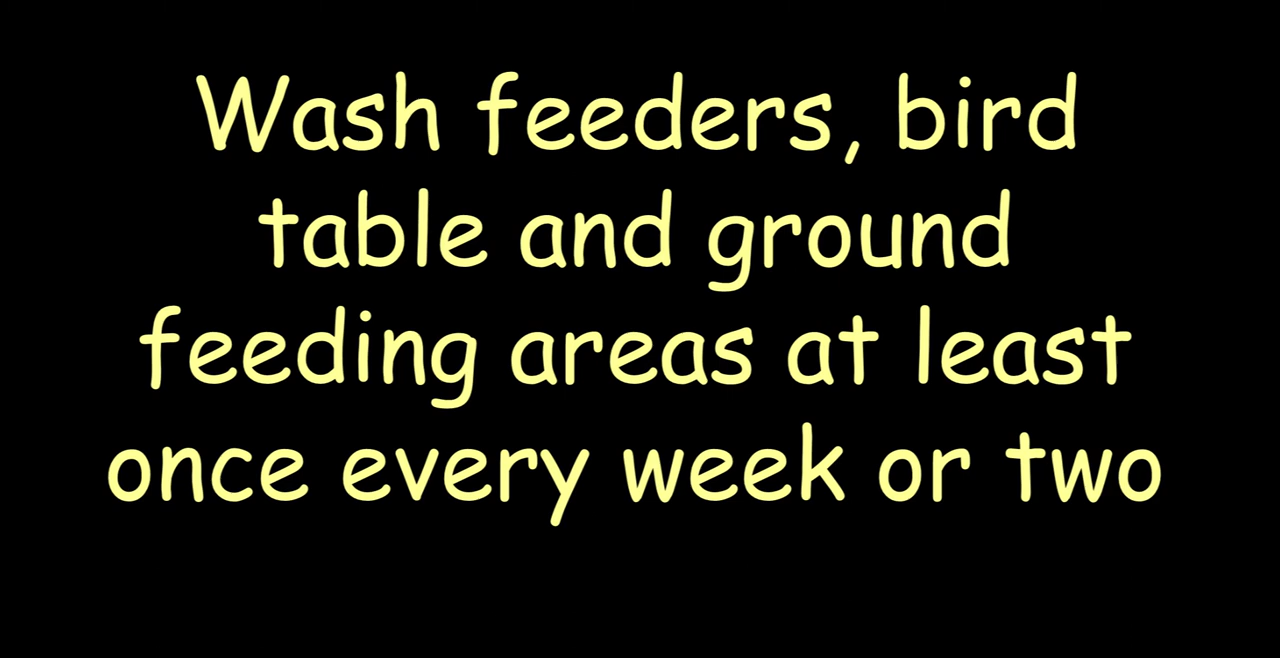 Wash feeders, bird
table and ground
feeding areas at least
once every week or two